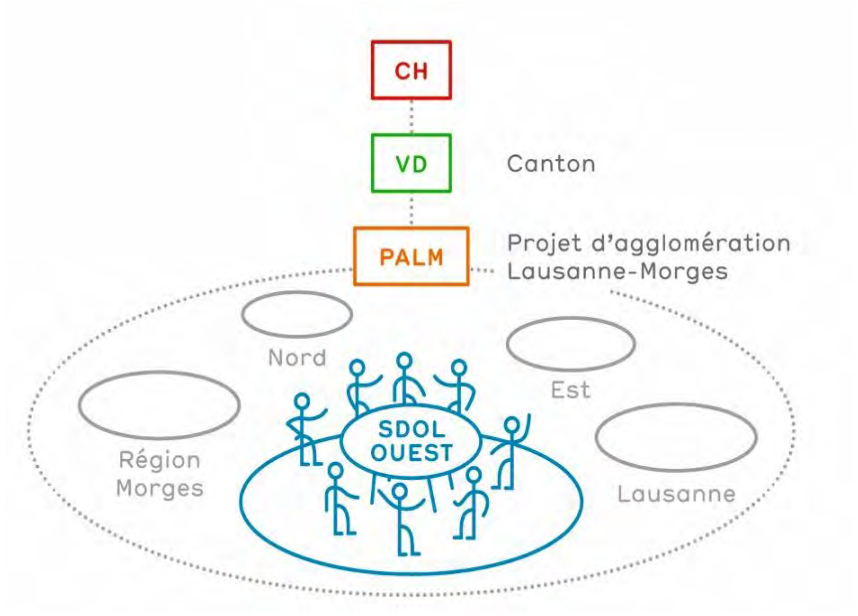 CH
VD
Canton
PALM
Projet d'agglomération
Lausanne-Morges
Nord
Est
SDOL
OUEST
Région
Morges
Lausanne